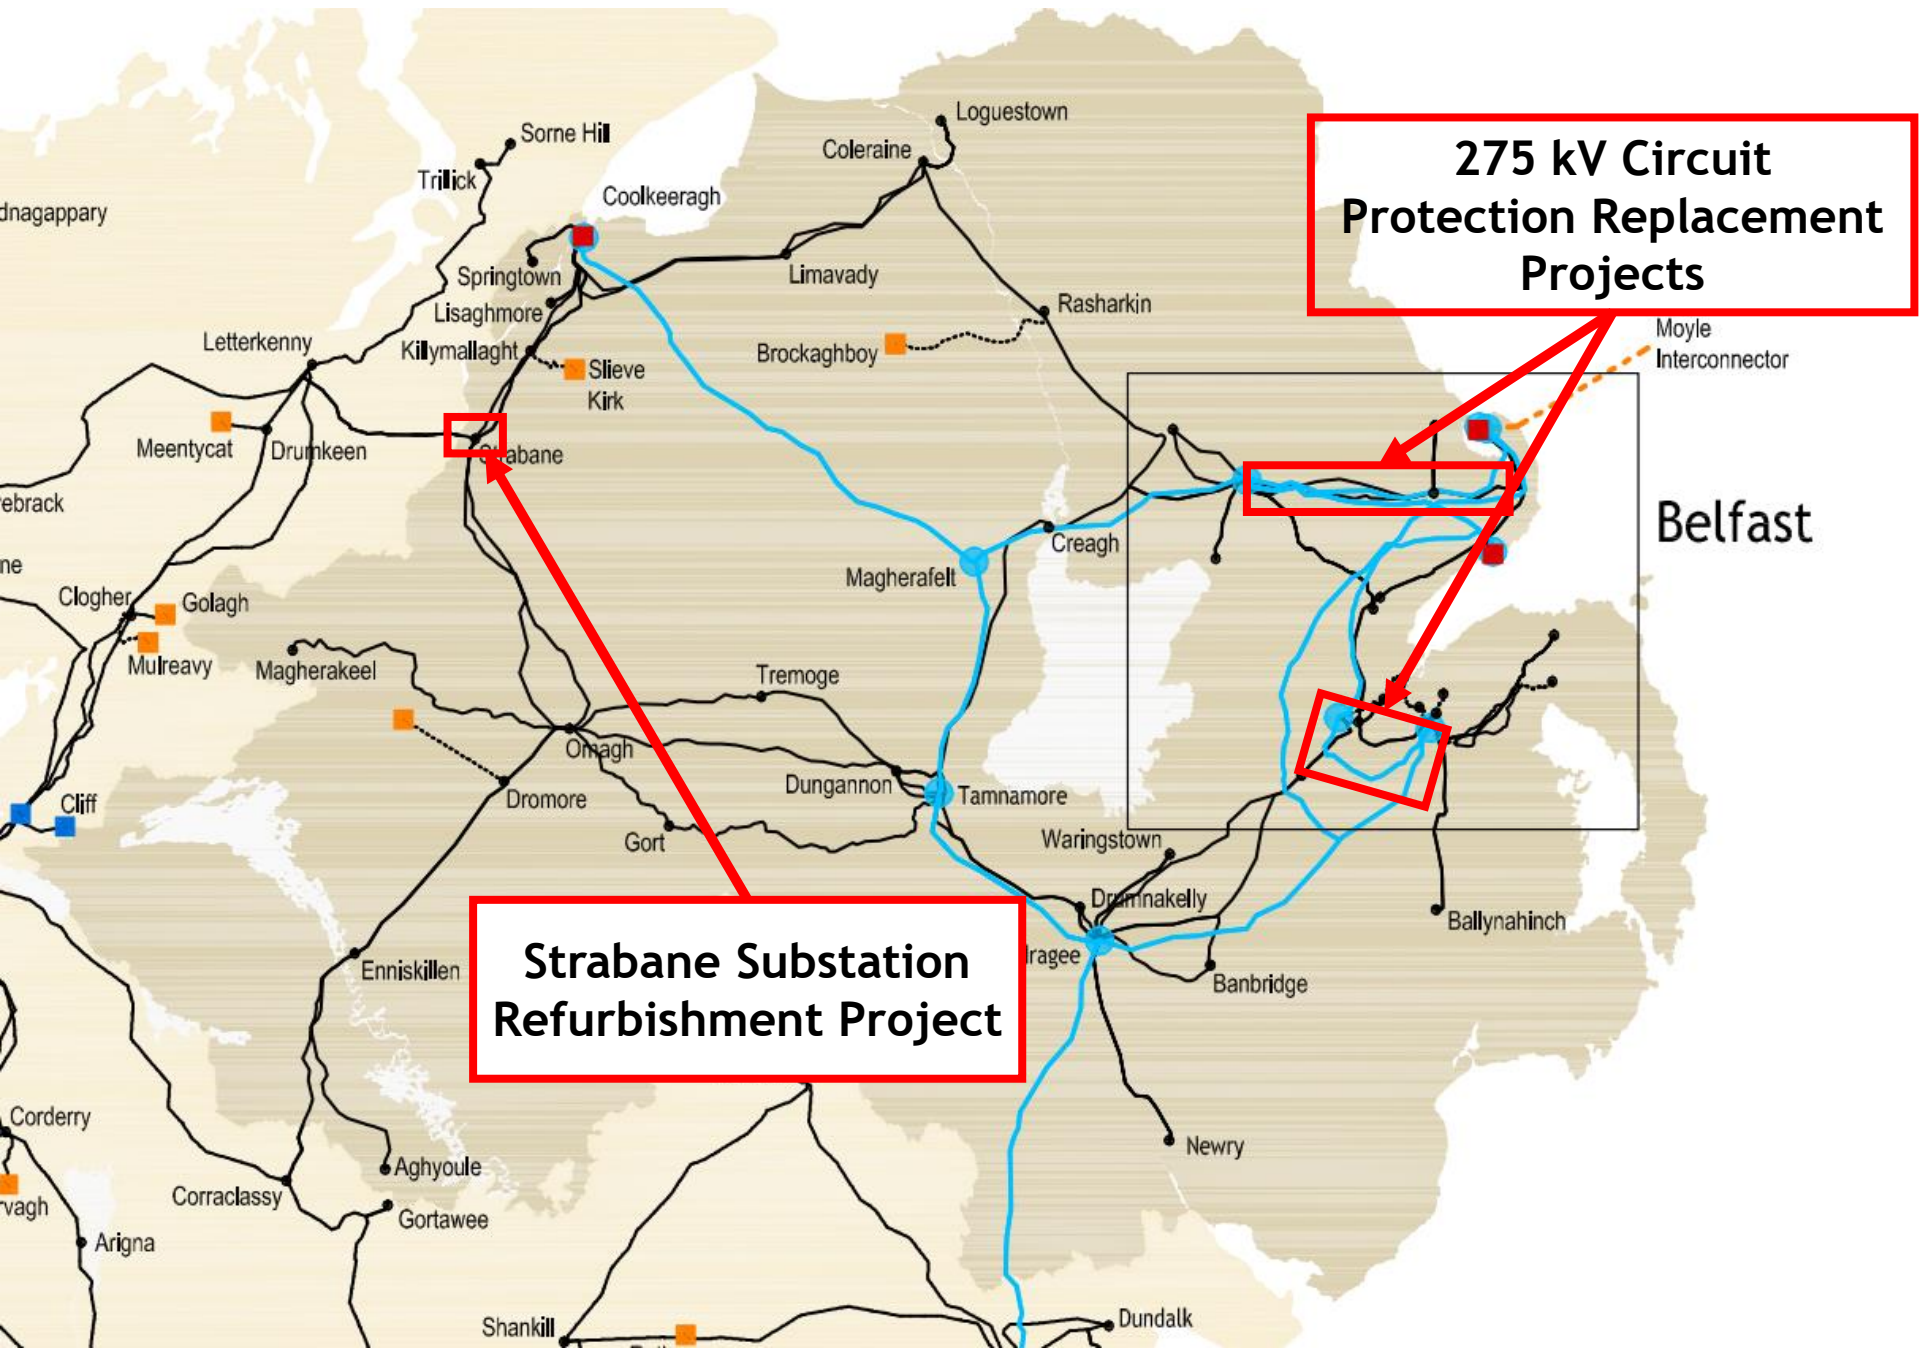 Loguestown
Sorne Hill
Coleraine
275 kV Circuit
Protection Replacement
Projects
Trillick
Coolkeeragh
dnagappary
Springtown
Limavady
Lisaghmore
Rasharkin
Moyle
Interconnector
Letterkenny
Killymallaght
Brockaghboy
Slieve
Kirk
Meentycat
Drumkeen
Strabane
ebrack
Belfast
Creagh
ne
Magherafelt
Clogher
Golagh
Mulreavy
Magherakeel
Tremoge
Omagh
Dungannon
Tamnamore
Cliff
Dromore
Gort
Waringstown
Drumnakelly
Ballynahinch
Strabane Substation
Refurbishment Project
dragee
Enniskillen
Banbridge
Corderry
Newry
Aghyoule
Corraclassy
vagh
Gortawee
Arigna
Shankill
Dundalk